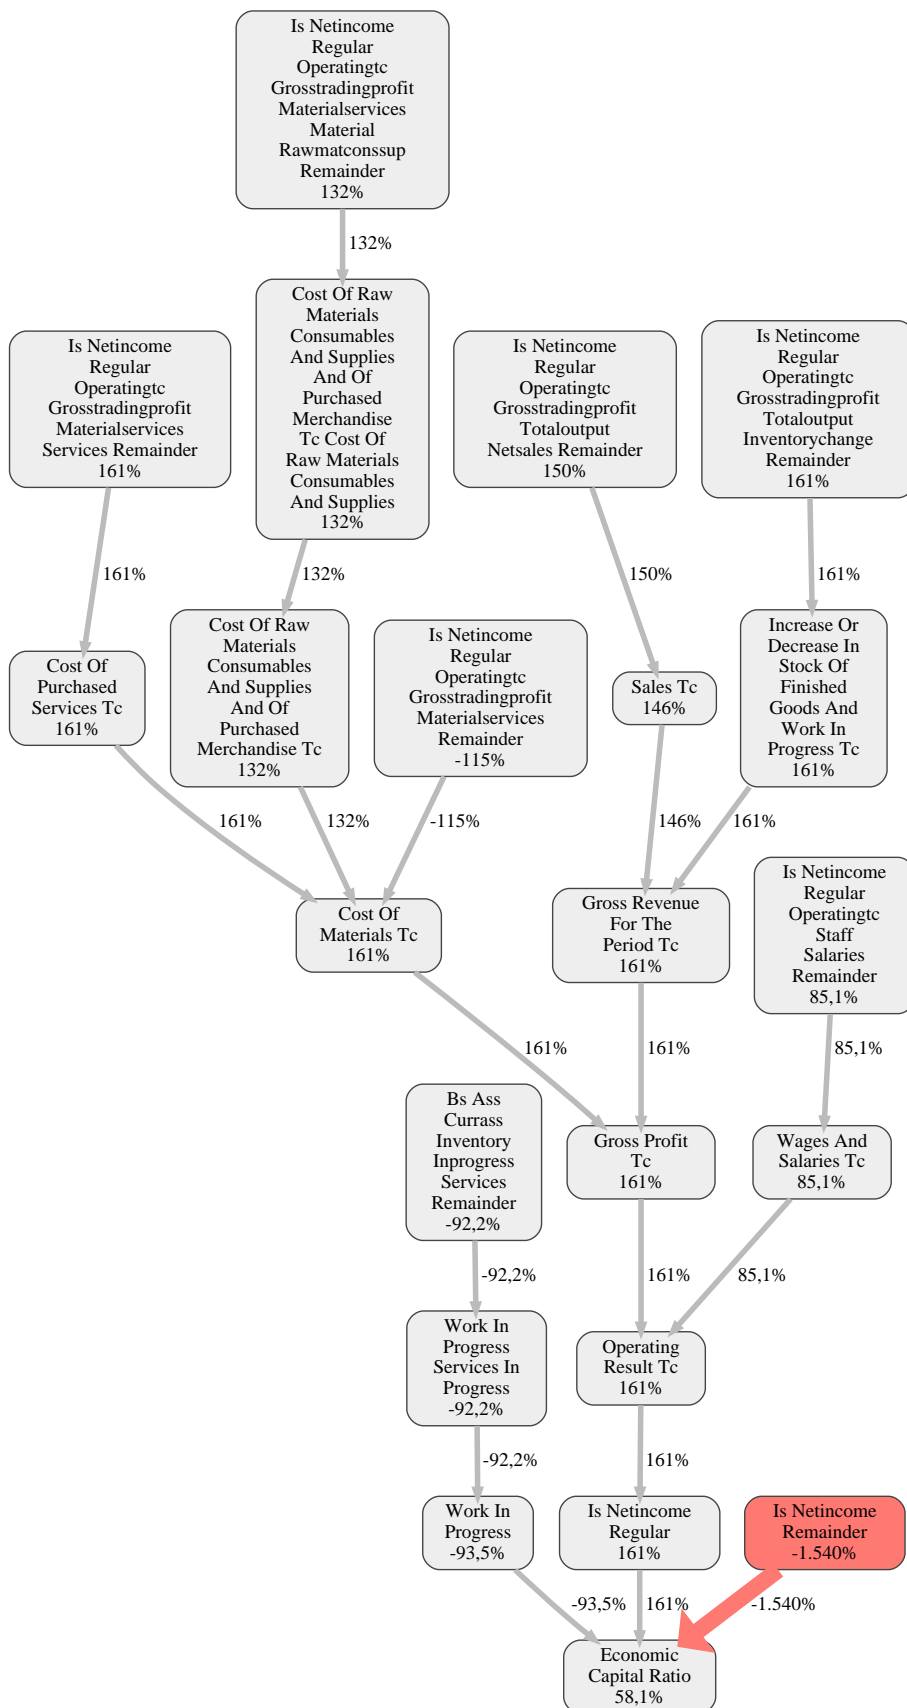 Is Netincome
Regular
Operatingtc
Grosstradingprofit
Materialservices
Material
Rawmatconssup
Remainder
132%
132%
Is Netincome
Regular
Operatingtc
Grosstradingprofit
Materialservices
Services Remainder
161%
Cost Of Raw
Materials
Consumables
And Supplies
And Of
Purchased
Merchandise
Tc Cost Of
Raw Materials
Consumables
And Supplies
132%
Is Netincome
Regular
Operatingtc
Grosstradingprofit
Totaloutput
Netsales Remainder
150%
Is Netincome
Regular
Operatingtc
Grosstradingprofit
Totaloutput
Inventorychange
Remainder
161%
161%
132%
150%
161%
Cost Of
Purchased
Services Tc
161%
Cost Of Raw
Materials
Consumables
And Supplies
And Of
Purchased
Merchandise Tc
132%
Is Netincome
Regular
Operatingtc
Grosstradingprofit
Materialservices
Remainder
-115%
Sales Tc
146%
Increase Or
Decrease In
Stock Of
Finished
Goods And
Work In
Progress Tc
161%
161%
132%
-115%
146%
161%
Cost Of
Materials Tc
161%
Gross Revenue
For The
Period Tc
161%
Is Netincome
Regular
Operatingtc
Staff
Salaries
Remainder
85,1%
161%
161%
85,1%
Bs Ass
Currass
Inventory
Inprogress
Services
Remainder
-92,2%
Gross Profit
Tc
161%
Wages And
Salaries Tc
85,1%
-92,2%
161%
85,1%
Work In
Progress
Services In
Progress
-92,2%
Operating
Result Tc
161%
-92,2%
161%
Work In
Progress
-93,5%
Is Netincome
Regular
161%
Is Netincome
Remainder
-1.540%
-93,5%
161%
-1.540%
Economic
Capital Ratio
58,1%